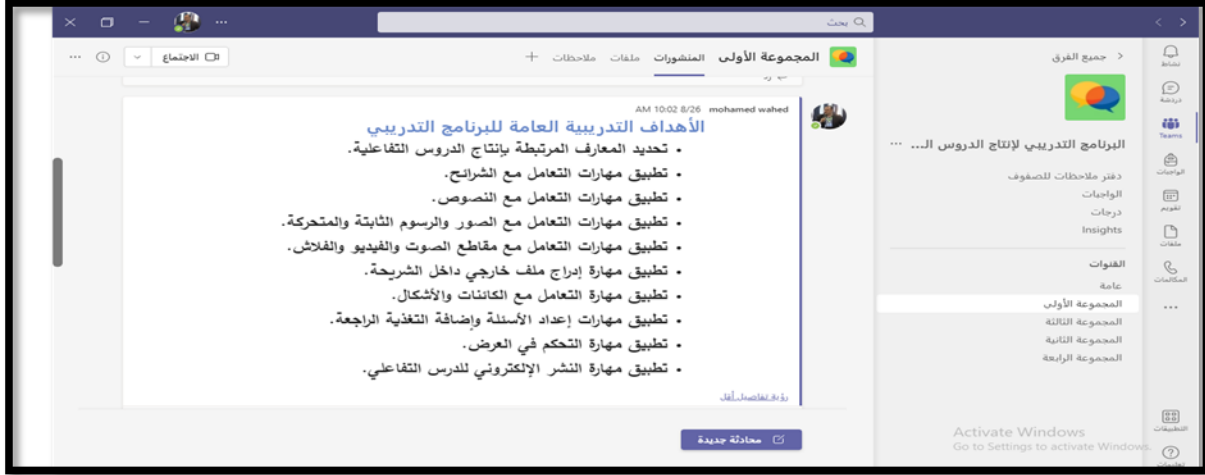 بحث
جميع الفرق
البرنامج التدريبي لإنتاج الدروس الـ... ...
دفتر ملاحظات للصفوف
الواجبات
درجات
Insights
القنوات
عامة
المجموعة الأولى
المجموعة الثالثة
المجموعة الثانية
المجموعة الرابعة
نشاط
دردشة
Teams
الواجبات
تقويم
ملفات
المكالمات
...
التطبيقات
تعليمات
المجموعة الأولى المنشورات ملفات ملاحظات +
الاجتماع
mohamed wahed 8/26 10:02 AM
الأهداف التدريبية العامة للبرنامج التدريبي
• تحديد المعارف المرتبطة بإنتاج الدروس التفاعلية.
• تطبيق مهارات التعامل مع الشرائح.
• تطبيق مهارات التعامل مع النصوص.
• تطبيق مهارات التعامل مع الصور والرسوم الثابتة والمتحركة.
• تطبيق مهارات التعامل مع مقاطع الصوت والفيديو والفلاش.
• تطبيق مهارة إدراج ملف خارجي داخل الشريحة.
• تطبيق مهارة التعامل مع الكائنات والأشكال.
• تطبيق مهارات إعداد الأسئلة وإضافة التغذية الراجعة.
• تطبيق مهارة التحكم في العرض.
• تطبيق مهارة النشر الإلكتروني للدرس التفاعلي.
رؤية تفاصيل أقل
محادثة جديدة
Activate Windows
Go to Settings to activate Windows.